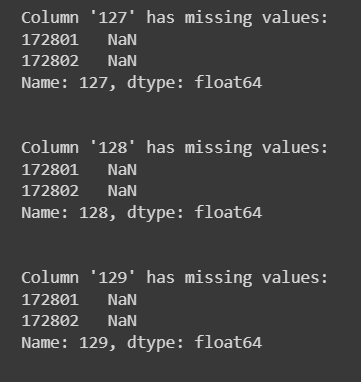 Column '127' has missing values:
172801   NaN
172802   NaN
Name: 127, dtype: float64
Column '128' has missing values:
172801   NaN
172802   NaN
Name: 128, dtype: float64
Column '129' has missing values:
172801   NaN
172802   NaN
Name: 129, dtype: float64